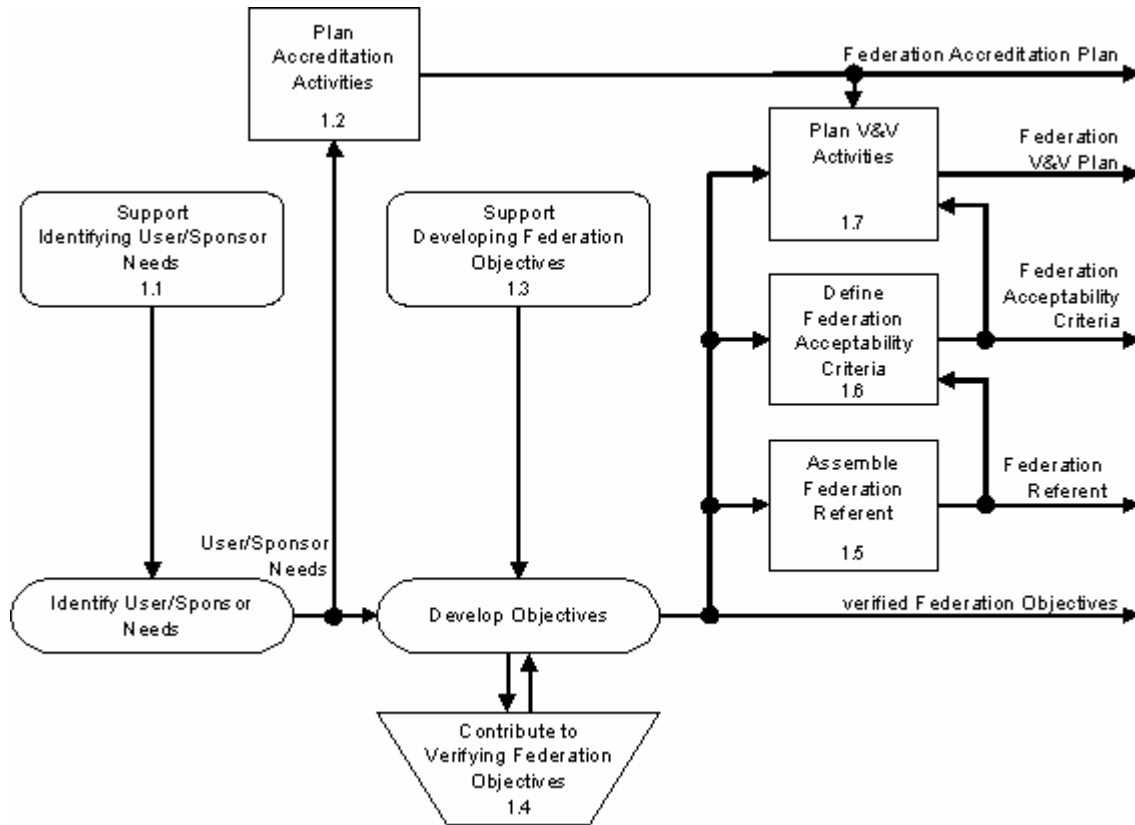 Plan
Accreditation
Activities
1.2
Federation Accreditation Plan
Plan V&V
Activities
1.7
Federation
V&V Plan
Support
Identifying User/Sponsor
Needs
1.1
Support
Developing Federation
Objectives
1.3
Define
Federation
Acceptability
Criteria
1.6
Federation
Acceptability
Criteria
Assemble
Federation
Referent
1.5
Federation
Referent
User/Sponsor
Needs
Identify User/Sponsor
Needs
Develop Objectives
verified Federation Objectives
Contribute to
Verifying Federation
Objectives
1.4